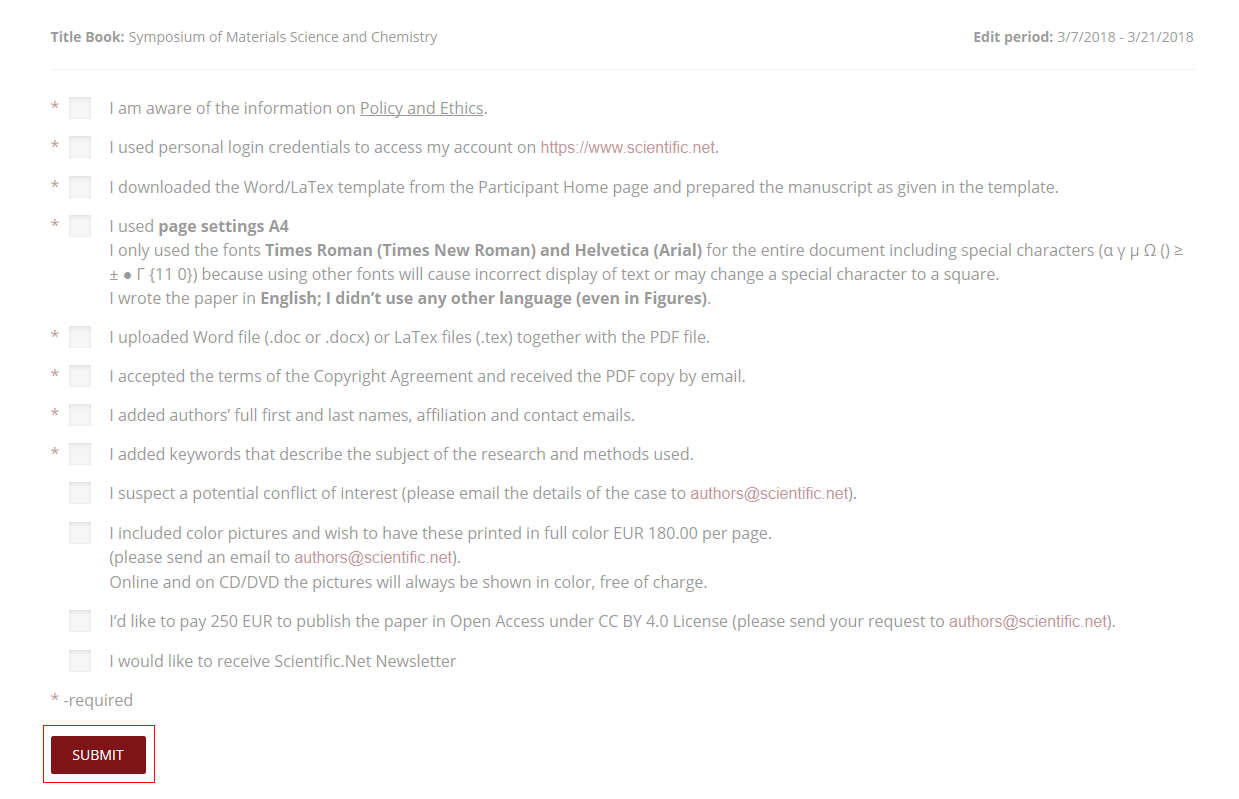 Title Book: Symposium of Materials Science and Chemistry
Edit period: 3/7/2018 - 3/21/2018
* I am aware of the information on Policy and Ethics.
* I used personal login credentials to access my account on https://www.scientific.net.
* I downloaded the Word/LaTex template from the Participant Home page and prepared the manuscript as given in the template.
* I used page settings A4
I only used the fonts Times Roman (Times New Roman) and Helvetica (Arial) for the entire document including special characters (α γ μ Ω () ≥
± ● Γ {11 0}) because using other fonts will cause incorrect display of text or may change a special character to a square.
I wrote the paper in English; I didn’t use any other language (even in Figures).
* I uploaded Word file (.doc or .docx) or LaTex files (.tex) together with the PDF file.
* I accepted the terms of the Copyright Agreement and received the PDF copy by email.
* I added authors’ full first and last names, affiliation and contact emails.
* I added keywords that describe the subject of the research and methods used.
I suspect a potential conflict of interest (please email the details of the case to authors@scientific.net).
I included color pictures and wish to have these printed in full color EUR 180.00 per page.
(please send an email to authors@scientific.net).
Online and on CD/DVD the pictures will always be shown in color, free of charge.
I’d like to pay 250 EUR to publish the paper in Open Access under CC BY 4.0 License (please send your request to authors@scientific.net).
I would like to receive Scientific.Net Newsletter
* -required
SUBMIT